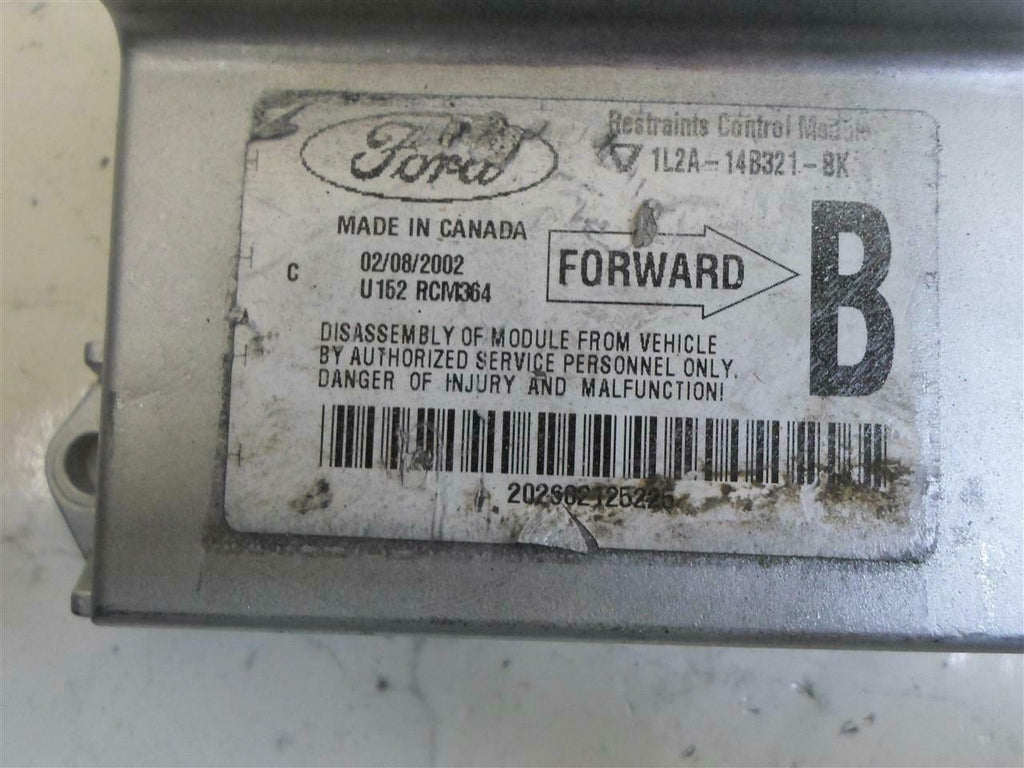 Ford
Restraints Control Module
1L2A-14B321-BK
MADE IN CANADA
02/08/2002
C
U152 RCM364
FORWARD
B
DISASSEMBLY OF MODULE FROM VEHICLE
BY AUTHORIZED SERVICE PERSONNEL ONLY.
DANGER OF INJURY AND MALFUNCTION!